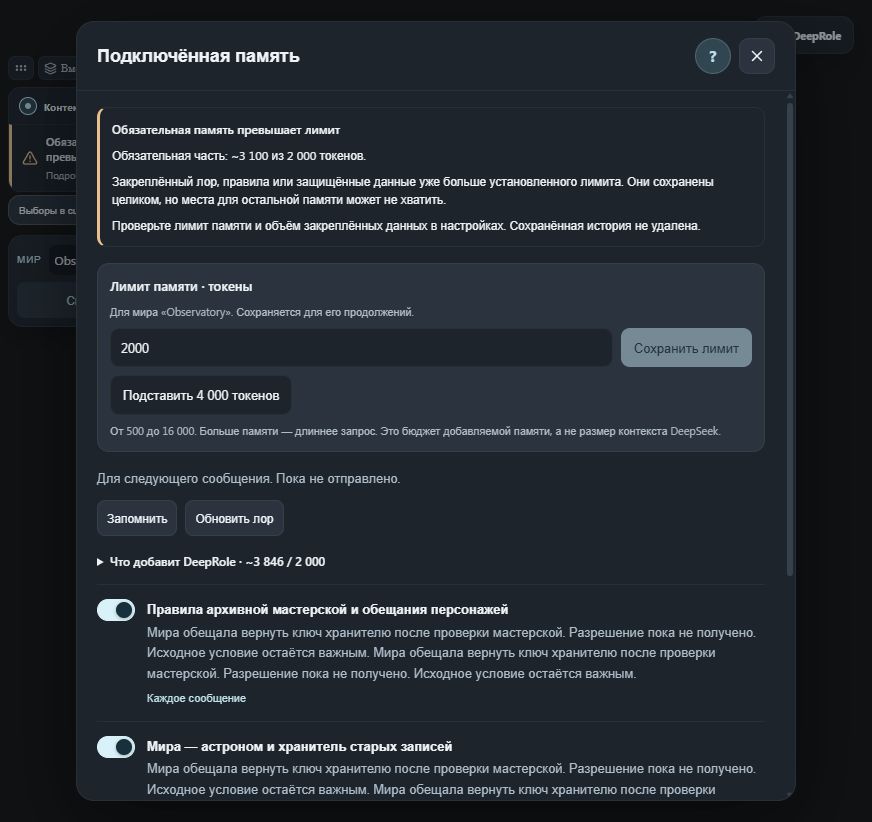 DeepRole
Подключённая память
?
Контек
Обяза
превы
Подро
Выборы в сц
МИР
Obs
Обязательная память превышает лимит
Обязательная часть: ~3 100 из 2 000 токенов.
Закреплённый лор, правила или защищённые данные уже больше установленного лимита. Они сохранены
целиком, но места для остальной памяти может не хватить.
Проверьте лимит памяти и объём закреплённых данных в настройках. Сохранённая история не удалена.
Лимит памяти · токены
Для мира «Observatory». Сохраняется для его продолжений.
2000
Сохранить лимит
Подставить 4 000 токенов
От 500 до 16 000. Больше памяти — длиннее запрос. Это бюджет добавляемой памяти, а не размер контекста DeepSeek.
Для следующего сообщения. Пока не отправлено.
Запомнить
Обновить лор
Что добавит DeepRole · ~3 846 / 2 000
Правила архивной мастерской и обещания персонажей
Мира обещала вернуть ключ хранителю после проверки мастерской. Разрешение пока не получено.
Исходное условие остаётся важным. Мира обещала вернуть ключ хранителю после проверки
мастерской. Разрешение пока не получено. Исходное условие остаётся важным.
Каждое сообщение
Мира — астроном и хранитель старых записей
Мира обещала вернуть ключ хранителю после проверки мастерской. Разрешение пока не получено.
Исходное условие остаётся важным. Мира обещала вернуть ключ хранителю после проверки